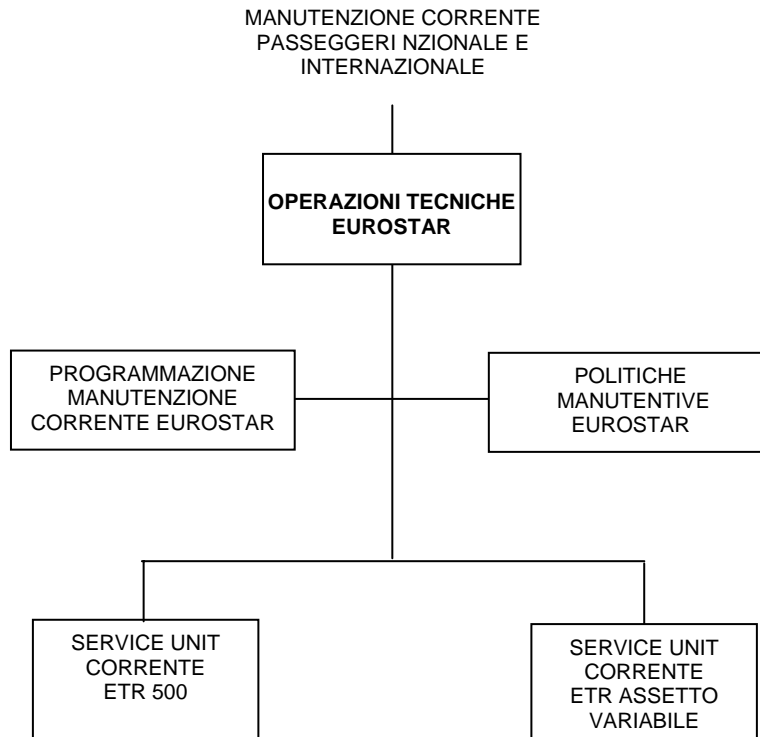 MANUTENZIONE CORRENTE
PASSEGGERI NZIONALE E
INTERNAZIONALE
OPERAZIONI TECNICHE
EUROSTAR
PROGRAMMAZIONE
MANUTENZIONE
CORRENTE EUROSTAR
POLITICHE
MANUTENTIVE
EUROSTAR
SERVICE UNIT
CORRENTE
ETR 500
SERVICE UNIT
CORRENTE
ETR ASSETTO
VARIABILE